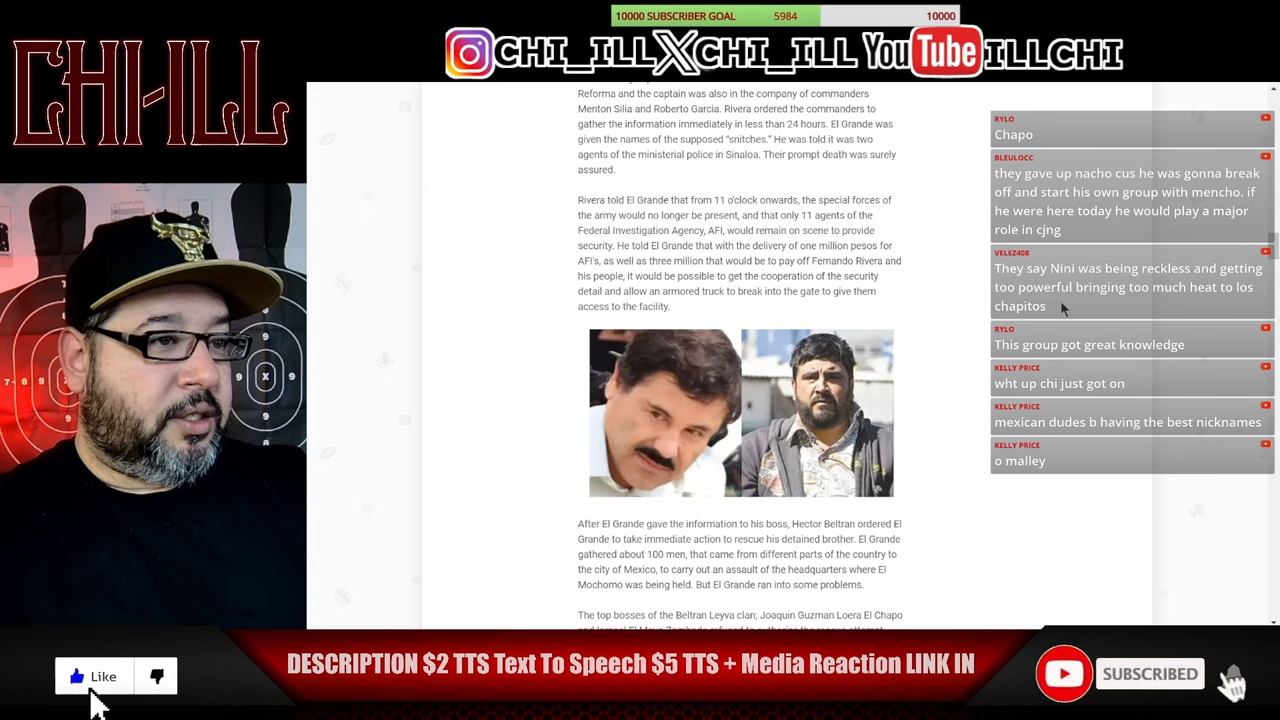 10000 SUBSCRIBER GOAL 5984 10000
CHI-ILL
CHI_ILL X CHI_ILL YouTube ILLCHI
Reforma and the captain was also in the company of commanders
Menton Silia and Roberto Garcia. Rivera ordered the commanders to
gather the information immediately in less than 24 hours. El Grande was
given the names of the supposed “snitches.” He was told it was two
agents of the ministerial police in Sinaloa. Their prompt death was surely
assured.
Rivera told El Grande that from 11 o'clock onwards, the special forces of
the army would no longer be present, and that only 11 agents of the
Federal Investigation Agency, AFI, would remain on scene to provide
security. He told El Grande that with the delivery of one million pesos for
AFI's, as well as three million that would be to pay off Fernando Rivera and
his people, it would be possible to get the cooperation of the security
detail and allow an armored truck to break into the gate to give them
access to the facility.
After El Grande gave the information to his boss, Hector Beltran ordered El
Grande to take immediate action to rescue his detained brother. El Grande
gathered about 100 men, that came from different parts of the country to
the city of Mexico, to carry out an assault of the headquarters where El
Mochomo was being held. But El Grande ran into some problems.
The top bosses of the Beltran Leyva clan; Joaquin Guzman Loera El Chapo
RYLO
Chapo
BLEULOCC
they gave up nacho cus he was gonna break
off and start his own group with mencho. if
he were here today he would play a major
role in cjng
VELEZ408
They say Nini was being reckless and getting
too powerful bringing too much heat to los
chapitos
RYLO
This group got great knowledge
KELLY PRICE
wht up chi just got on
KELLY PRICE
mexican dudes b having the best nicknames
KELLY PRICE
o malley
7 8 9 X 9
9
Like
DESCRIPTION $2 TTS Text To Speech $5 TTS + Media Reaction LINK IN
SUBSCRIBED